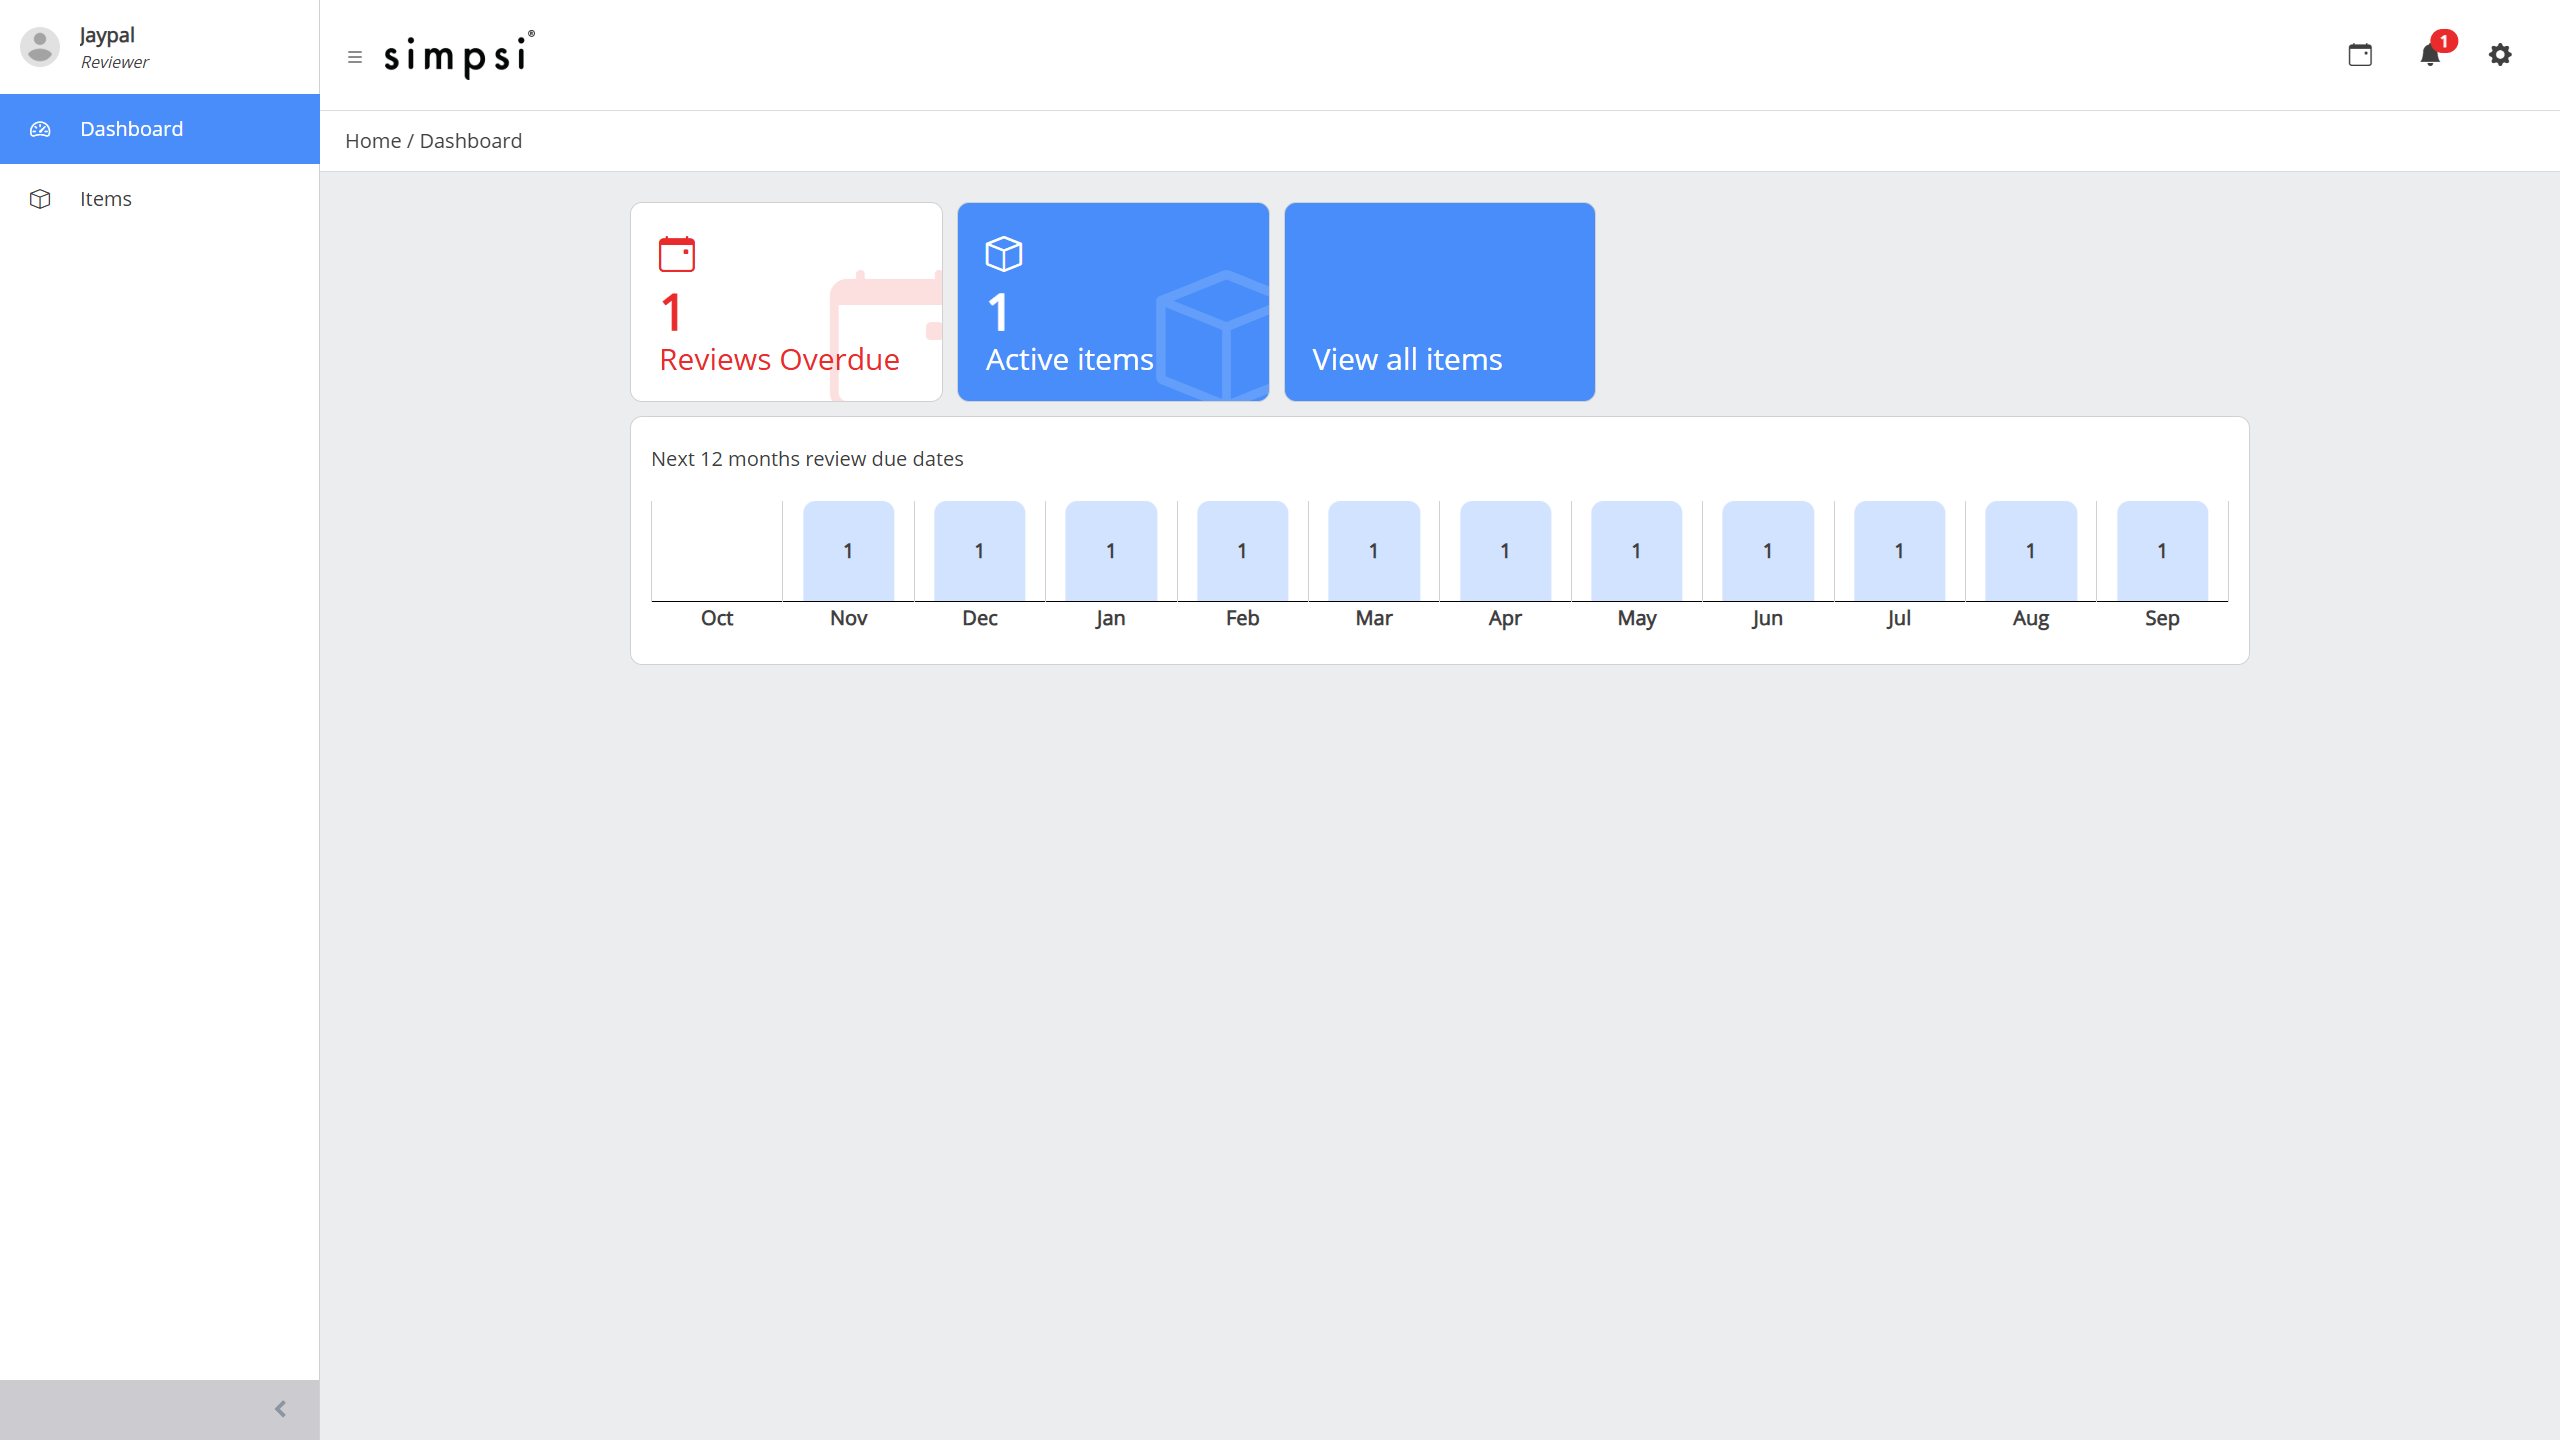 Jaypal
Reviewer
Dashboard
Items
simpsi®
1
Home / Dashboard
1
Reviews Overdue
1
Active items
View all items
Next 12 months review due dates
1 1 1 1 1 1 1 1 1 1 1
Oct Nov Dec Jan Feb Mar Apr May Jun Jul Aug Sep